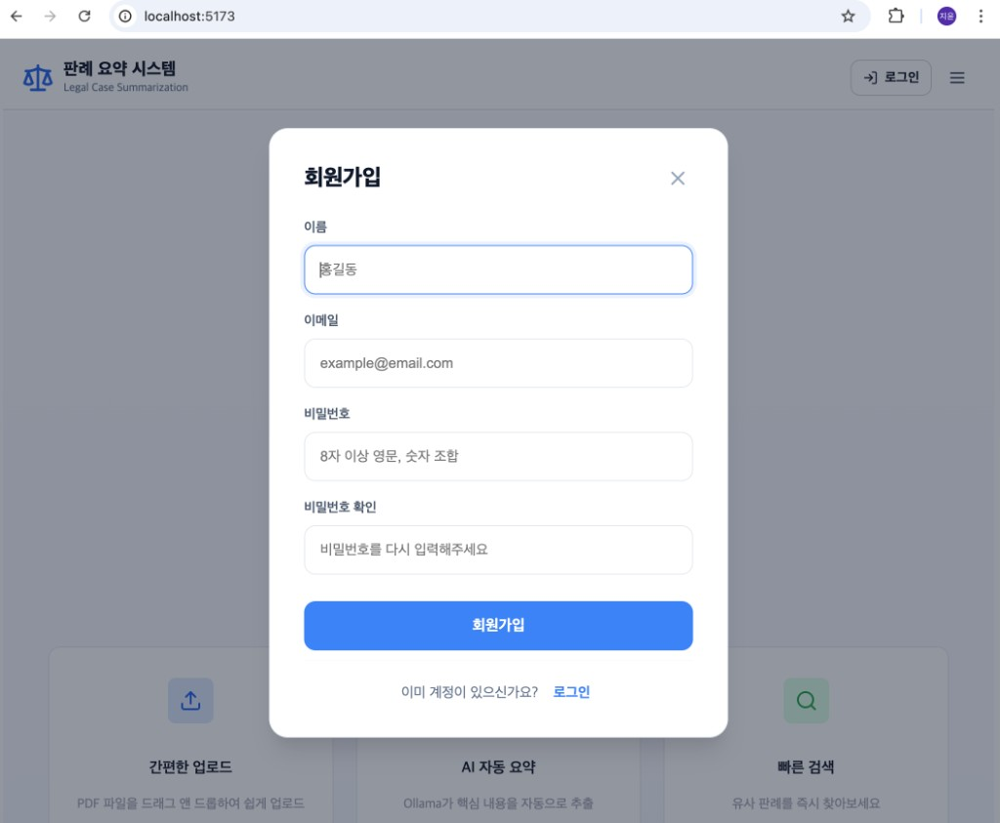 localhost:5173
지윤
판례 요약 시스템
Legal Case Summarization
로그인
회원가입
이름
홍길동
이메일
example@email.com
비밀번호
8자 이상 영문, 숫자 조합
비밀번호 확인
비밀번호를 다시 입력해주세요
회원가입
이미 계정이 있으신가요? 로그인
간편한 업로드
PDF 파일을 드래그 앤 드롭하여 쉽게 업로드
AI 자동 요약
Ollama가 핵심 내용을 자동으로 추출
빠른 검색
유사 판례를 즉시 찾아보세요